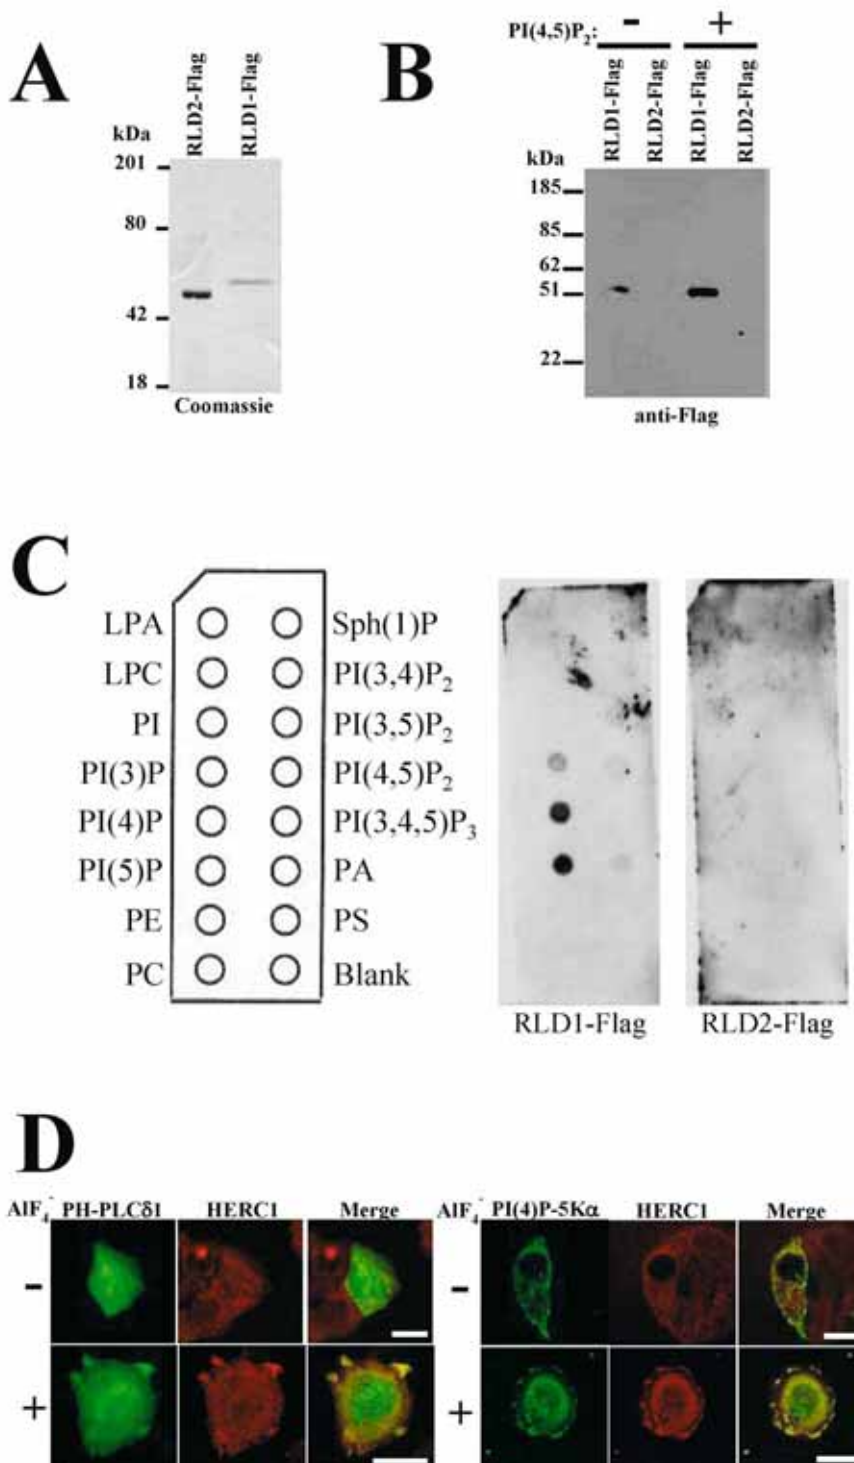 A
RLD2-Flag
RLD1-Flag
kDa
201
80
42
18
Coomassie
B
PI(4,5)P₂: - +
RLD1-Flag
RLD2-Flag
RLD1-Flag
RLD2-Flag
kDa
185
85
62
51
22
anti-Flag
C
LPA Sph(1)P
LPC PI(3,4)P₂
PI PI(3,5)P₂
PI(3)P PI(4,5)P₂
PI(4)P PI(3,4,5)P₃
PI(5)P PA
PE PS
PC Blank
RLD1-Flag RLD2-Flag
D
AlF₄⁻ PH-PLCδ1 HERC1 Merge
-
+
AlF₄⁻ PI(4)P-5Kα HERC1 Merge
-
+